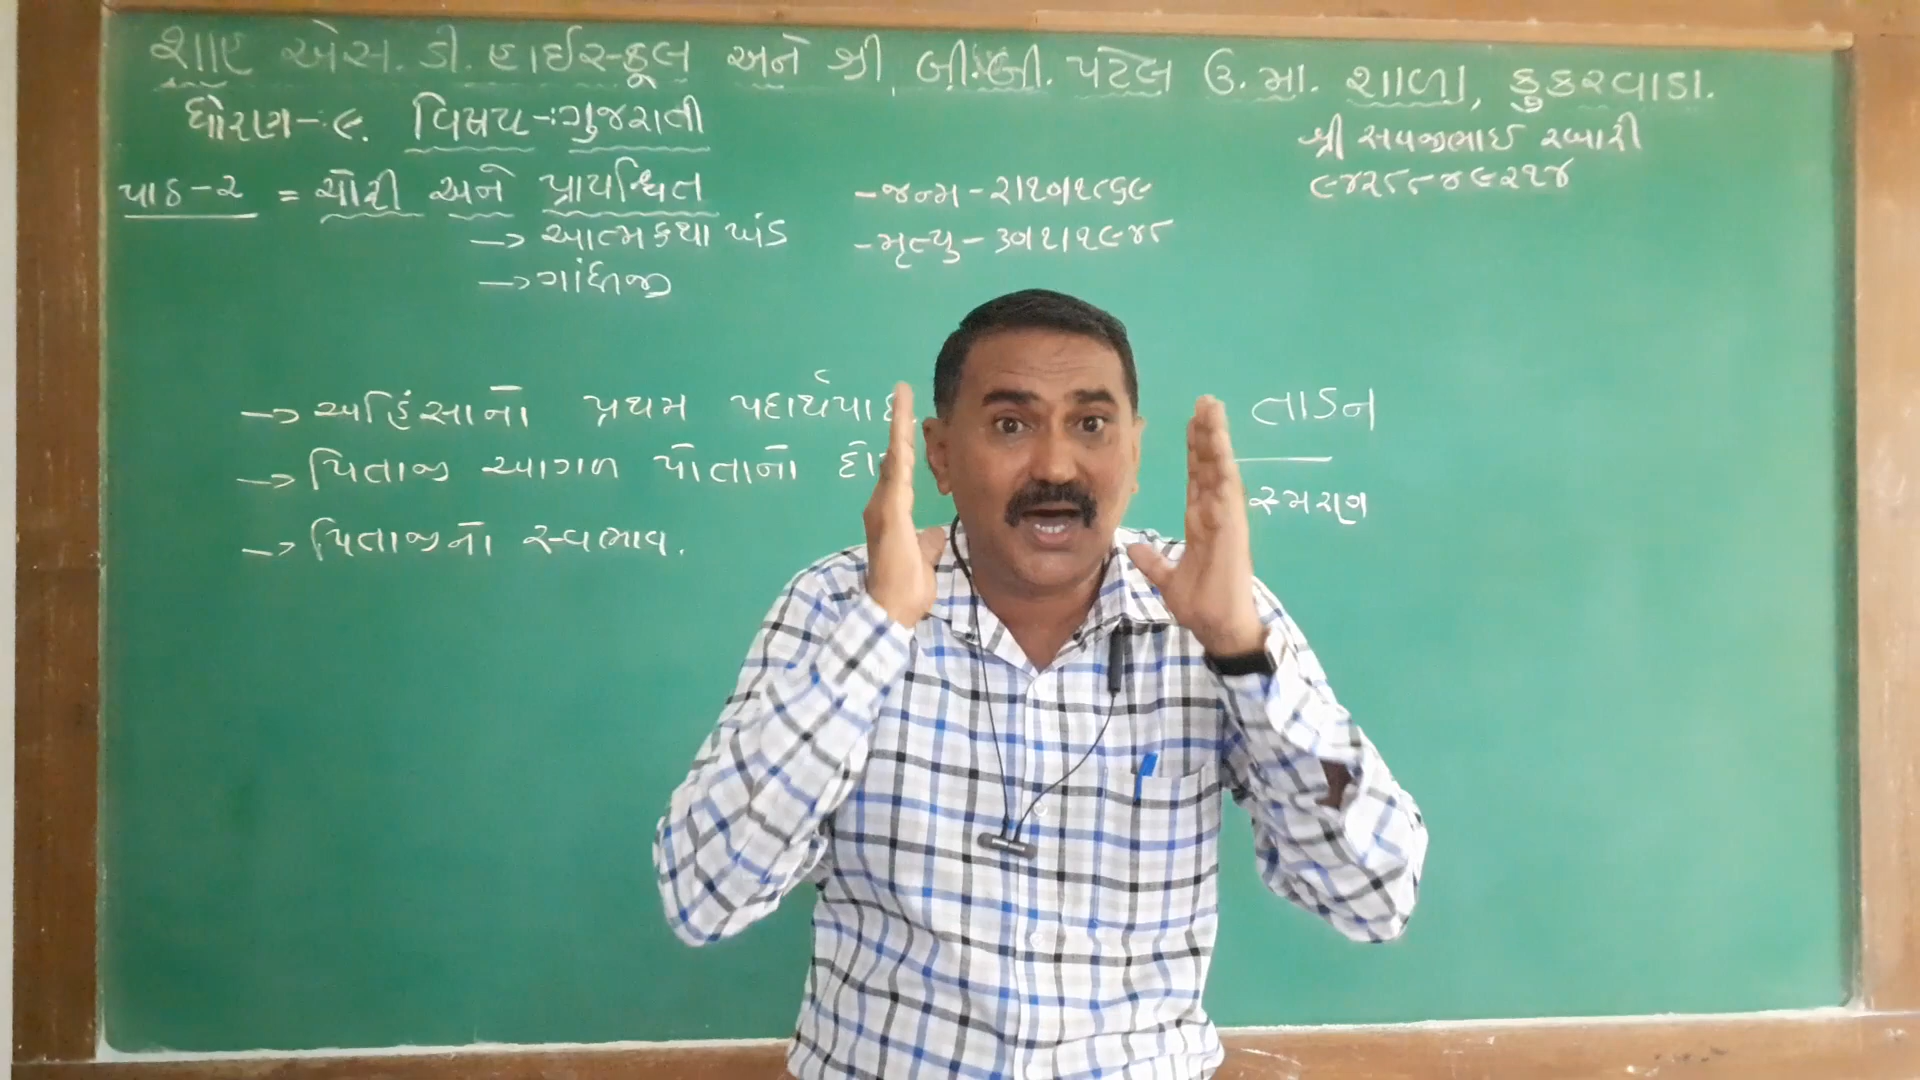 શાહ એસ. ડી. હાઈસ્કૂલ અને શ્રી. બી.બી. પટેલ ઉ. મા. શાળા, કુકરવાડા.
ધોરણ-:૯. વિષય-:ગુજરાતી
શ્રી સવજીભાઈ રબારી
૯૪૨૮૮૪૯૨૧૪
પાઠ-૨ = ચોરી અને પ્રાયશ્ચિત
-જન્મ-૨/૧૦/૧૮૬૯
→ આત્મકથા ખંડ
-મૃત્યુ-૩૦/૧/૧૯૪૮
→ ગાંધીજી
→ અહિંસાનો પ્રથમ પદાર્થપાઠ. તાડન
→ પિતાજી આગળ પોતાનો
સ્મરણ
→ પિતાજીનો સ્વભાવ.